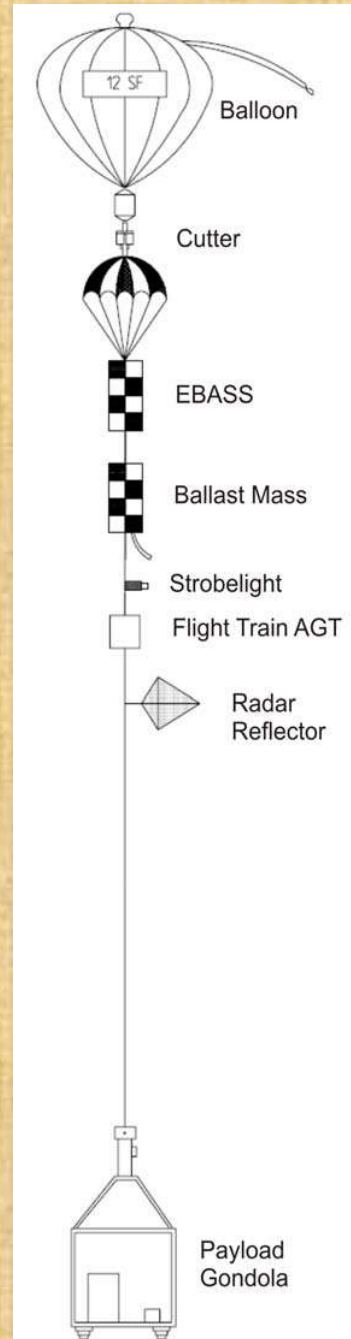 12 SF
Balloon
Cutter
EBASS
Ballast Mass
Strobelight
Flight Train AGT
Radar
Reflector
Payload
Gondola